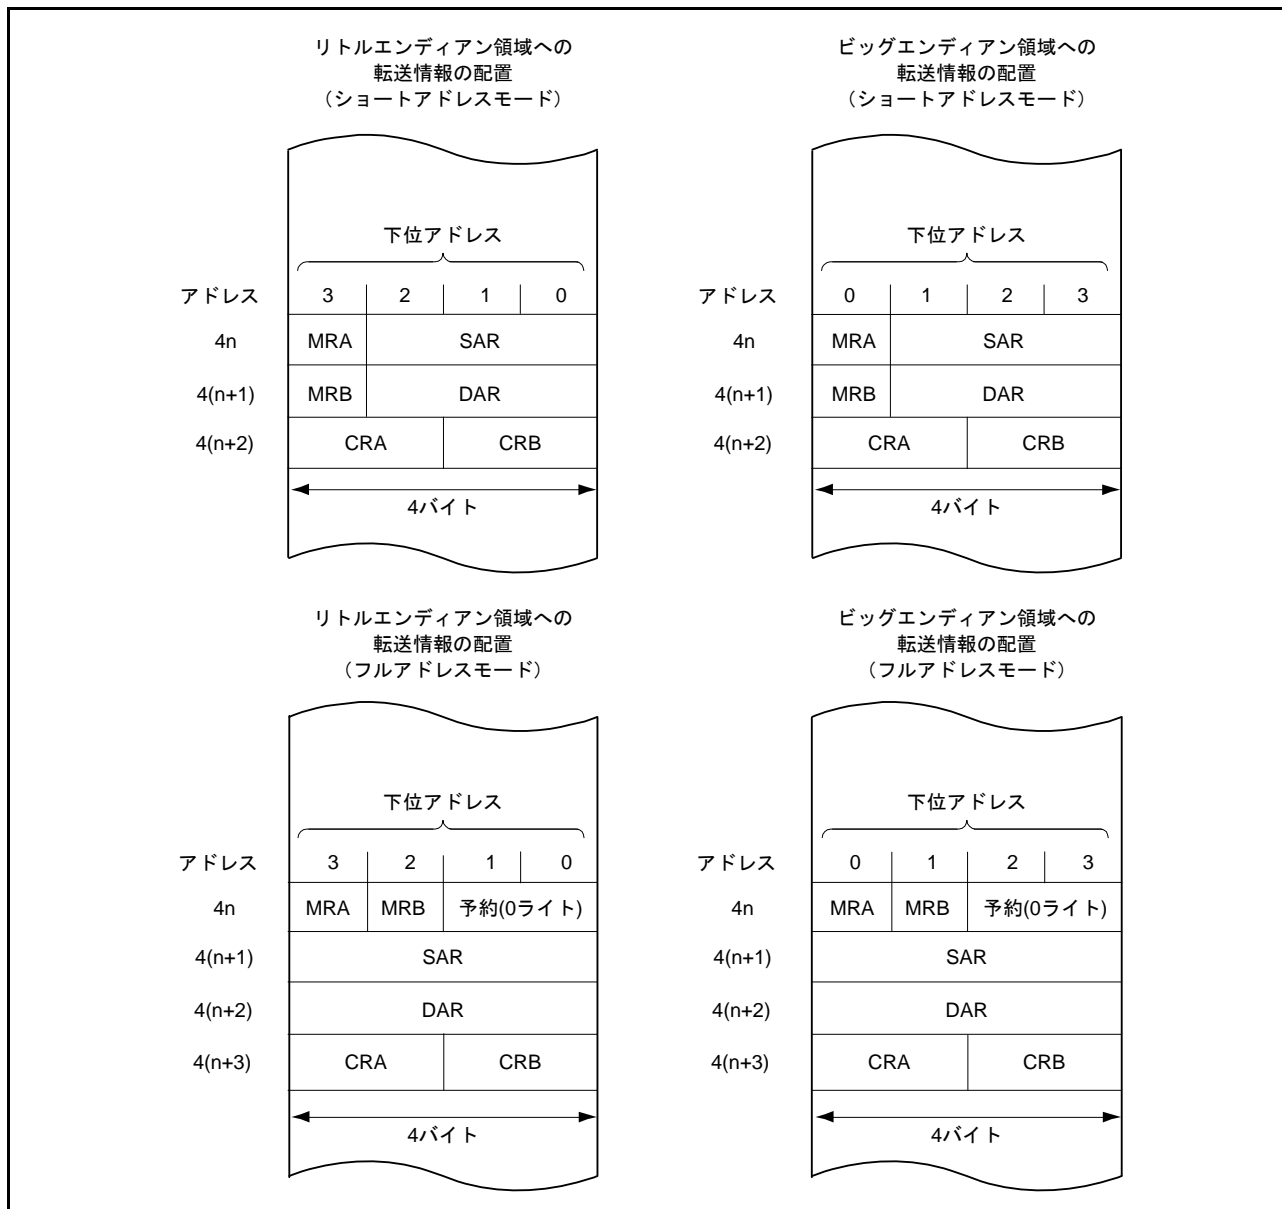 リトルエンディアン領域への
転送情報の配置
（ショートアドレスモード）
下位アドレス
アドレス 3 2 1 0
4n MRA SAR
4(n+1) MRB DAR
4(n+2) CRA CRB
4バイト
ビッグエンディアン領域への
転送情報の配置
（ショートアドレスモード）
下位アドレス
アドレス 0 1 2 3
4n MRA SAR
4(n+1) MRB DAR
4(n+2) CRA CRB
4バイト
リトルエンディアン領域への
転送情報の配置
（フルアドレスモード）
下位アドレス
アドレス 3 2 1 0
4n MRA MRB 予約(0ライト)
4(n+1) SAR
4(n+2) DAR
4(n+3) CRA CRB
4バイト
ビッグエンディアン領域への
転送情報の配置
（フルアドレスモード）
下位アドレス
アドレス 0 1 2 3
4n MRA MRB 予約(0ライト)
4(n+1) SAR
4(n+2) DAR
4(n+3) CRA CRB
4バイト